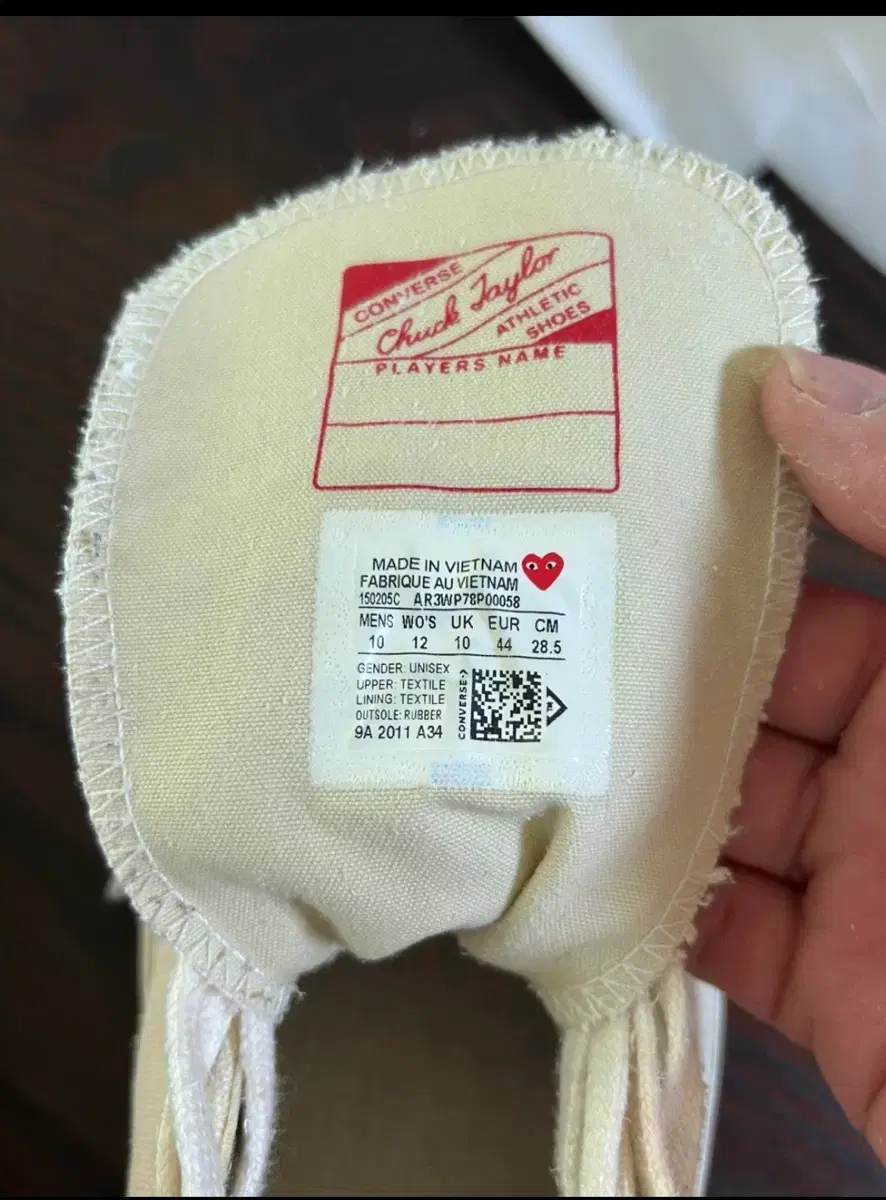 CONVERSE
Chuck Taylor
ATHLETIC
SHOES
PLAYERS NAME
MADE IN VIETNAM
FABRIQUE AU VIETNAM
150205C AR3WP78P00058
MENS WO'S UK EUR CM
10 12 10 44 28.5
GENDER: UNISEX
UPPER: TEXTILE
LINING: TEXTILE
OUTSOLE: RUBBER
9A 2011 A34
CONVERSE